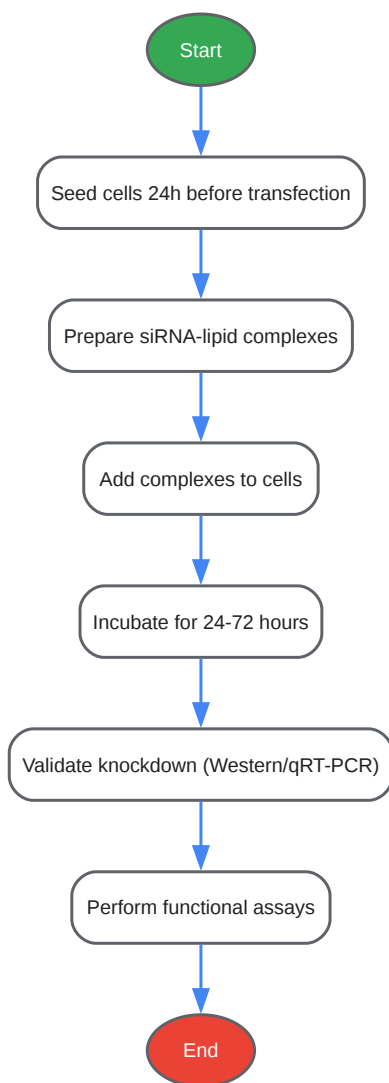 Start
Seed cells 24h before transfection
Prepare siRNA-lipid complexes
Add complexes to cells
Incubate for 24-72 hours
Validate knockdown (Western/qRT-PCR)
Perform functional assays
End